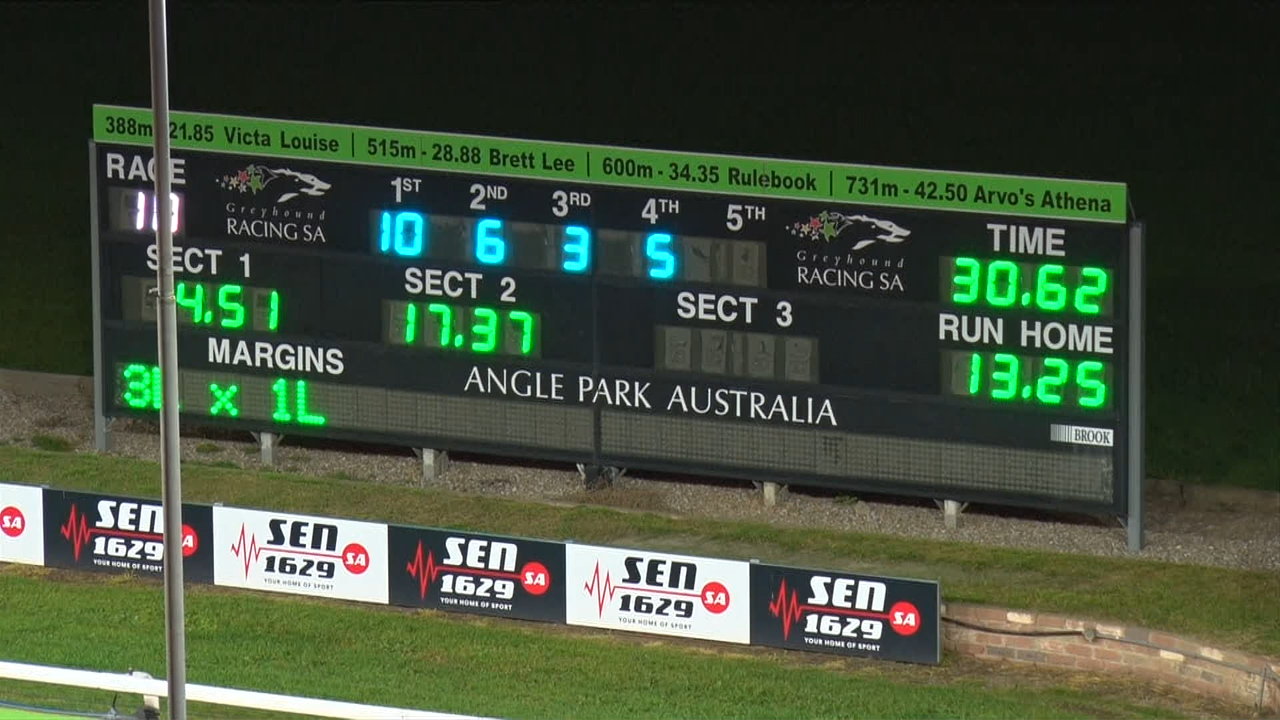 388m 21.85 Victa Louise | 515m - 28.88 Brett Lee | 600m - 34.35 Rulebook | 731m - 42.50 Arvo's Athena
RACE
Greyhound
RACING SA
1ST 2ND 3RD 4TH 5TH
10 6 3 5
Greyhound
RACING SA
TIME
30.62
SECT 1
4.51
SECT 2
17.37
SECT 3
RUN HOME
13.25
MARGINS
x 1L
ANGLE PARK AUSTRALIA
BROOK
SA
SEN
1629
SA
YOUR HOME OF SPORT
SEN
1629
SA
YOUR HOME OF SPORT
SEN
1629
SA
YOUR HOME OF SPORT
SEN
1629
SA
YOUR HOME OF SPORT
SEN
1629
SA
YOUR HOME OF SPORT